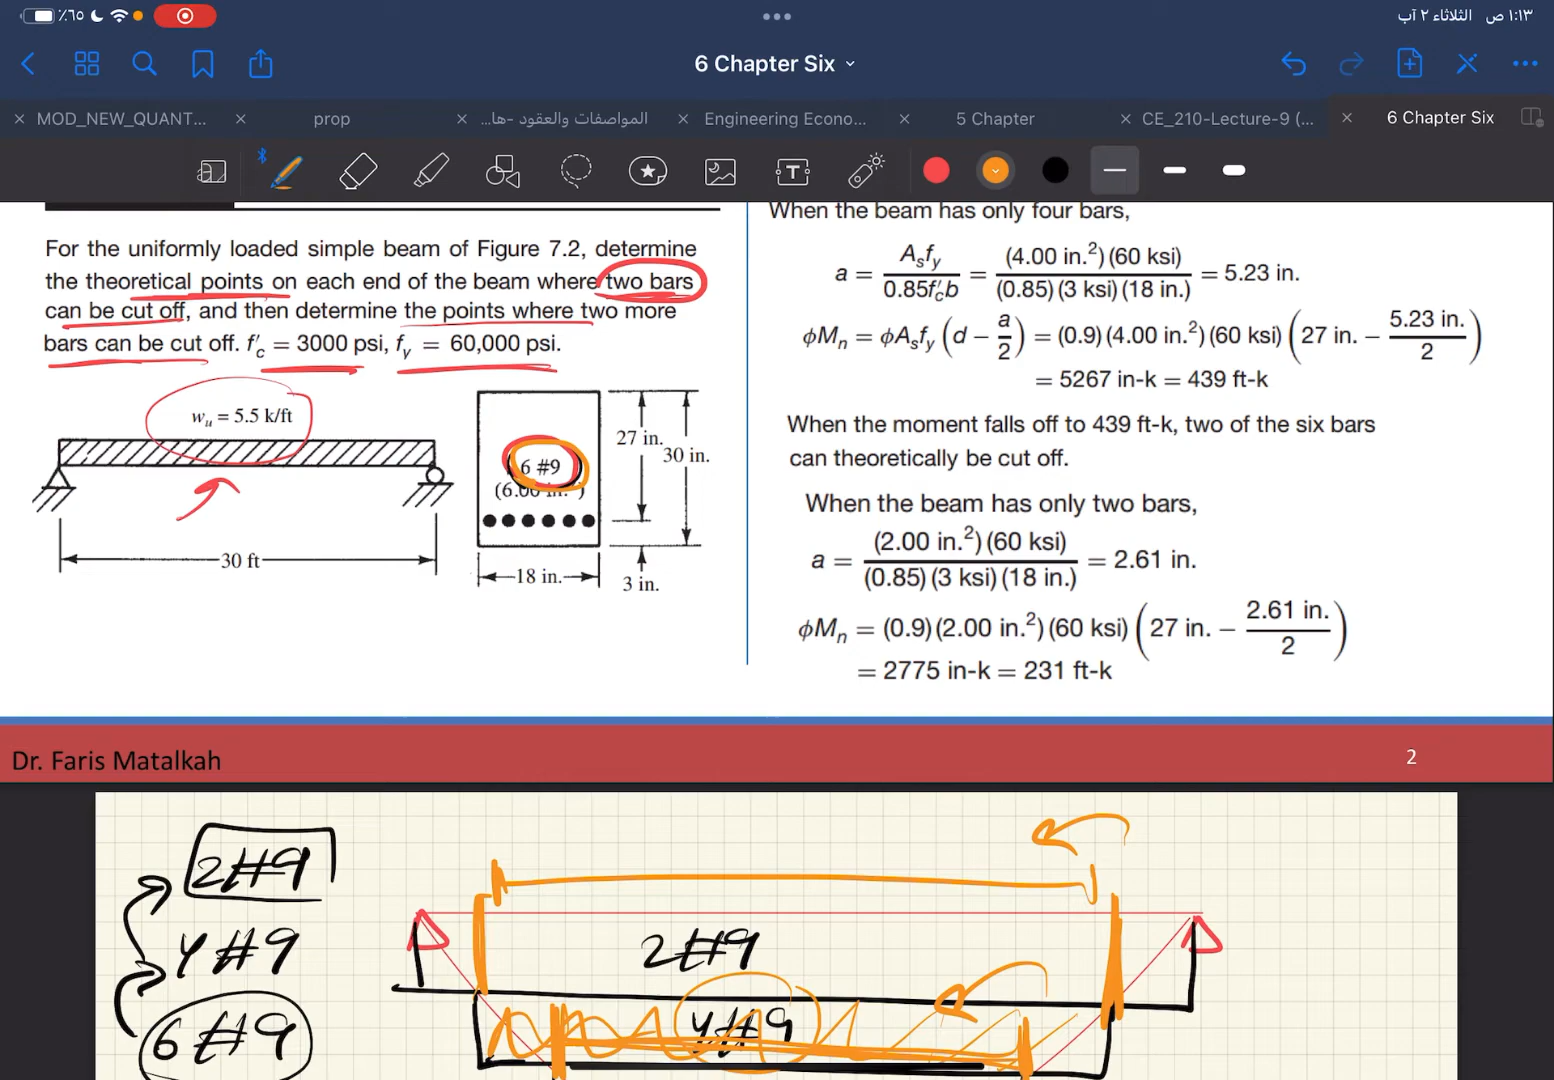 ٪٦٥
١:١٣ ص الثلاثاء ٢ آب
6 Chapter Six
MOD_NEW_QUANT...
prop
المواصفات والعقود -ها...
Engineering Econo...
5 Chapter
CE_210-Lecture-9 (...
6 Chapter Six
For the uniformly loaded simple beam of Figure 7.2, determine
the theoretical points on each end of the beam where two bars
can be cut off, and then determine the points where two more
bars can be cut off. f′c = 3000 psi, fy = 60,000 psi.
wu = 5.5 k/ft
30 ft
6 #9
(6.00 in.²)
27 in.
30 in.
18 in.
3 in.
When the beam has only four bars,
a = Asfy / 0.85f′cb = (4.00 in.²)(60 ksi) / (0.85)(3 ksi)(18 in.) = 5.23 in.
ϕMn = ϕAsfy (d − a/2) = (0.9)(4.00 in.²)(60 ksi) (27 in. − 5.23 in./2)
= 5267 in-k = 439 ft-k
When the moment falls off to 439 ft-k, two of the six bars
can theoretically be cut off.
When the beam has only two bars,
a = (2.00 in.²)(60 ksi) / (0.85)(3 ksi)(18 in.) = 2.61 in.
ϕMn = (0.9)(2.00 in.²)(60 ksi) (27 in. − 2.61 in./2)
= 2775 in-k = 231 ft-k
Dr. Faris Matalkah
2
2#9
4#9
6#9
2#9
4#9